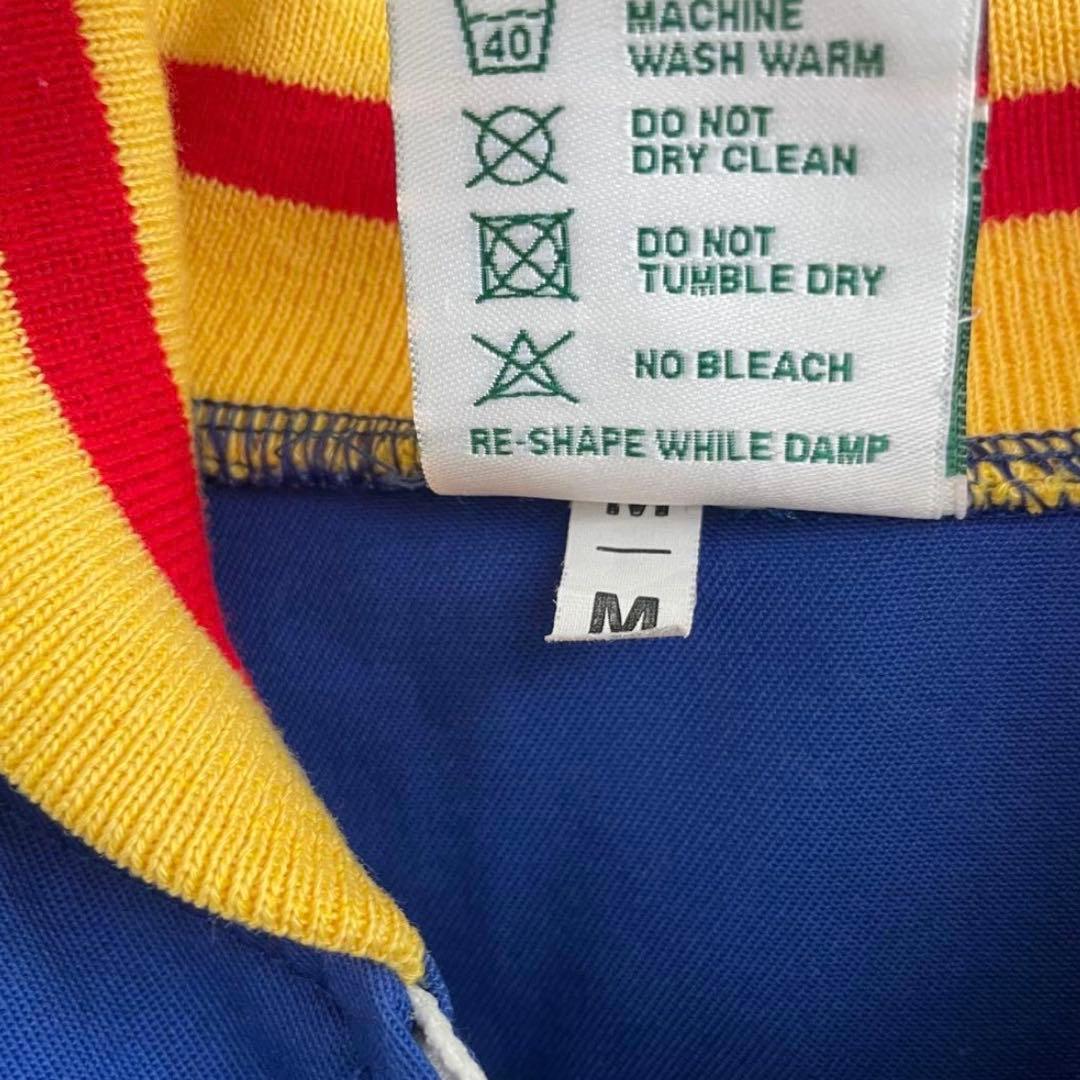 40
MACHINE
WASH WARM
DO NOT
DRY CLEAN
DO NOT
TUMBLE DRY
NO BLEACH
RE-SHAPE WHILE DAMP
M
M